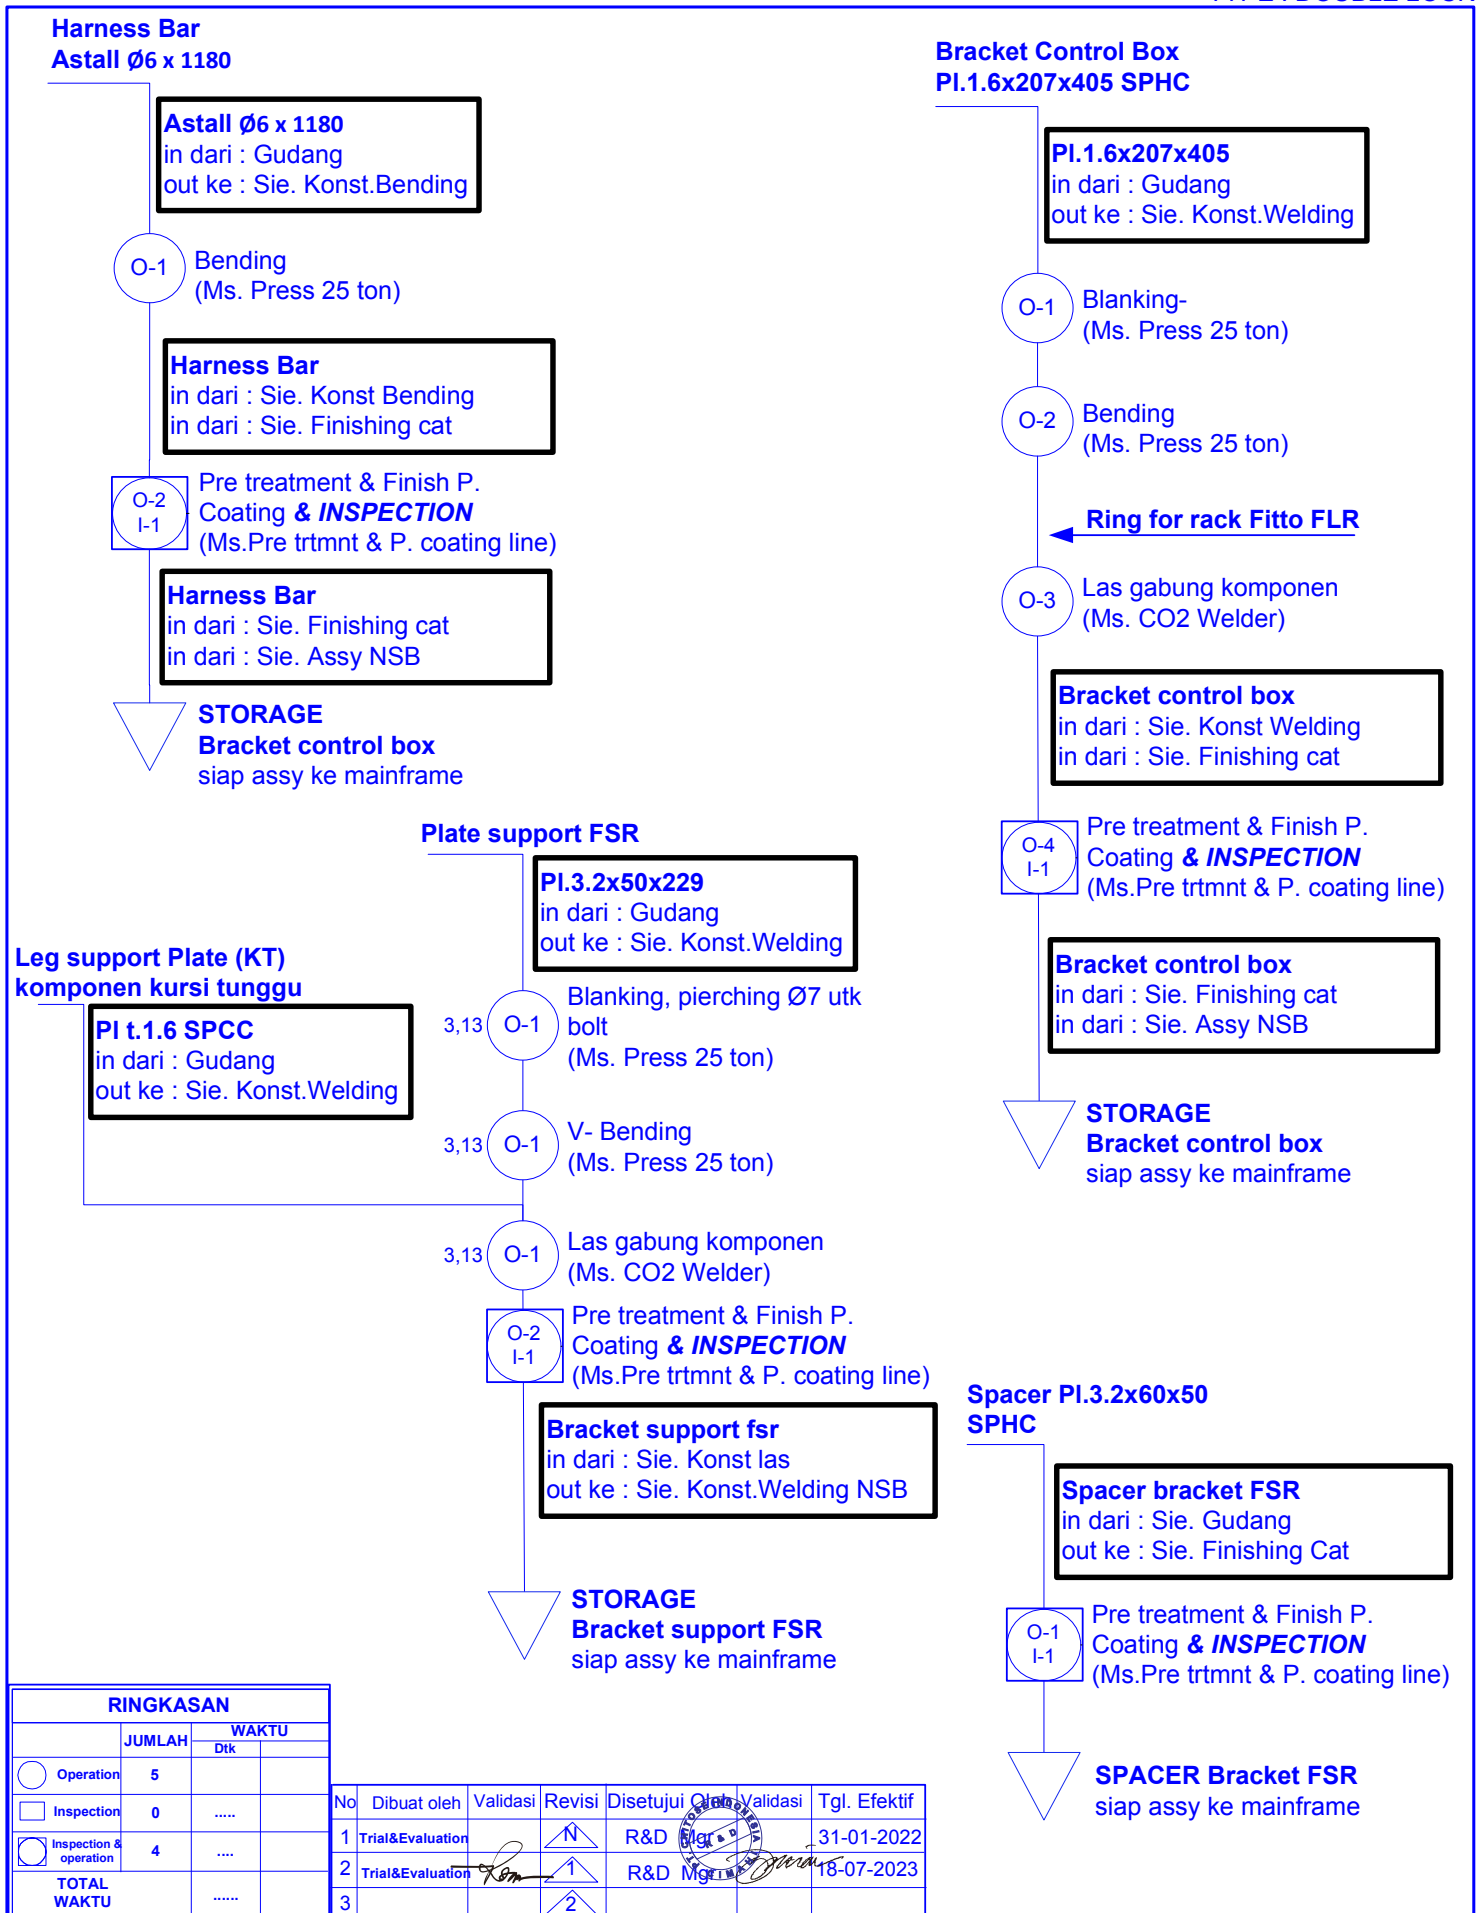 Harness Bar
Astall Ø6 x 1180
Astall Ø6 x 1180
in dari : Gudang
out ke : Sie. Konst.Bending
O-1
Bending
(Ms. Press 25 ton)
Harness Bar
in dari : Sie. Konst Bending
in dari : Sie. Finishing cat
O-2
I-1
Pre treatment & Finish P.
Coating & INSPECTION
(Ms.Pre trtmnt & P. coating line)
Harness Bar
in dari : Sie. Finishing cat
in dari : Sie. Assy NSB
STORAGE
Bracket control box
siap assy ke mainframe
Bracket Control Box
Pl.1.6x207x405 SPHC
Pl.1.6x207x405
in dari : Gudang
out ke : Sie. Konst.Welding
O-1
Blanking-
(Ms. Press 25 ton)
O-2
Bending
(Ms. Press 25 ton)
Ring for rack Fitto FLR
O-3
Las gabung komponen
(Ms. CO2 Welder)
Bracket control box
in dari : Sie. Konst Welding
in dari : Sie. Finishing cat
O-4
I-1
Pre treatment & Finish P.
Coating & INSPECTION
(Ms.Pre trtmnt & P. coating line)
Bracket control box
in dari : Sie. Finishing cat
in dari : Sie. Assy NSB
STORAGE
Bracket control box
siap assy ke mainframe
Plate support FSR
Pl.3.2x50x229
in dari : Gudang
out ke : Sie. Konst.Welding
Leg support Plate (KT)
komponen kursi tunggu
Pl t.1.6 SPCC
in dari : Gudang
out ke : Sie. Konst.Welding
3,13
O-1
Blanking, pierching Ø7 utk
bolt
(Ms. Press 25 ton)
3,13
O-1
V- Bending
(Ms. Press 25 ton)
3,13
O-1
Las gabung komponen
(Ms. CO2 Welder)
O-2
I-1
Pre treatment & Finish P.
Coating & INSPECTION
(Ms.Pre trtmnt & P. coating line)
Bracket support fsr
in dari : Sie. Konst las
out ke : Sie. Konst.Welding NSB
STORAGE
Bracket support FSR
siap assy ke mainframe
Spacer Pl.3.2x60x50
SPHC
Spacer bracket FSR
in dari : Sie. Gudang
out ke : Sie. Finishing Cat
O-1
I-1
Pre treatment & Finish P.
Coating & INSPECTION
(Ms.Pre trtmnt & P. coating line)
SPACER Bracket FSR
siap assy ke mainframe
RINGKASAN
JUMLAH WAKTU
Dtk
Operation 5
Inspection 0 .....
Inspection &
operation 4 ....
TOTAL
WAKTU ......
No Dibuat oleh Validasi Revisi Disetujui Oleh Validasi Tgl. Efektif
1 Trial&Evaluation N R&D Mgr 31-01-2022
2 Trial&Evaluation 1 R&D Mgr 18-07-2023
3 2